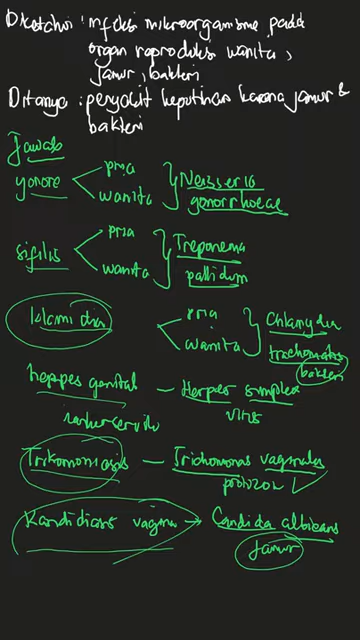 Diketahui : infeksi mikroorganisme pada
organ reproduksi wanita,
jamur, bakteri
Ditanya : penyakit keputihan karena jamur &
bakteri
Jawab
gonore < pria wanita } Neisseria gonorrhoeae
sifilis < pria wanita } Treponema pallidum
klamidia < pria wanita } Chlamydia trachomatis bakteri
herpes genital — Herpes simplex
virus
Trikomoniasis — Trichomonas vaginales
protozoa
Kandidiasis vagina → Candida albicans
jamur